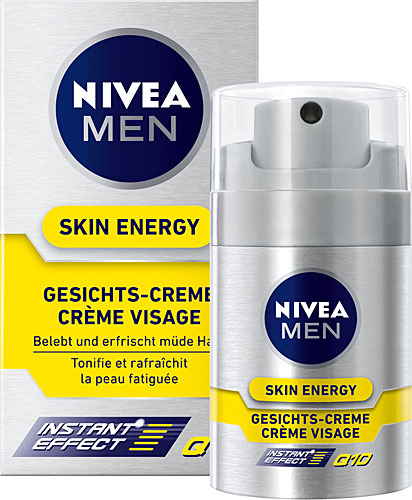 NIVEA
MEN
SKIN ENERGY
GESICHTS-CREME
CRÈME VISAGE
Belebt und erfrischt müde
Tonifie et rafraîchit
la peau fatiguée
INSTANT
EFFECT
NIVEA
MEN
SKIN ENERGY
GESICHTS-CREME
CRÈME VISAGE
INSTANT
EFFECT
Q10